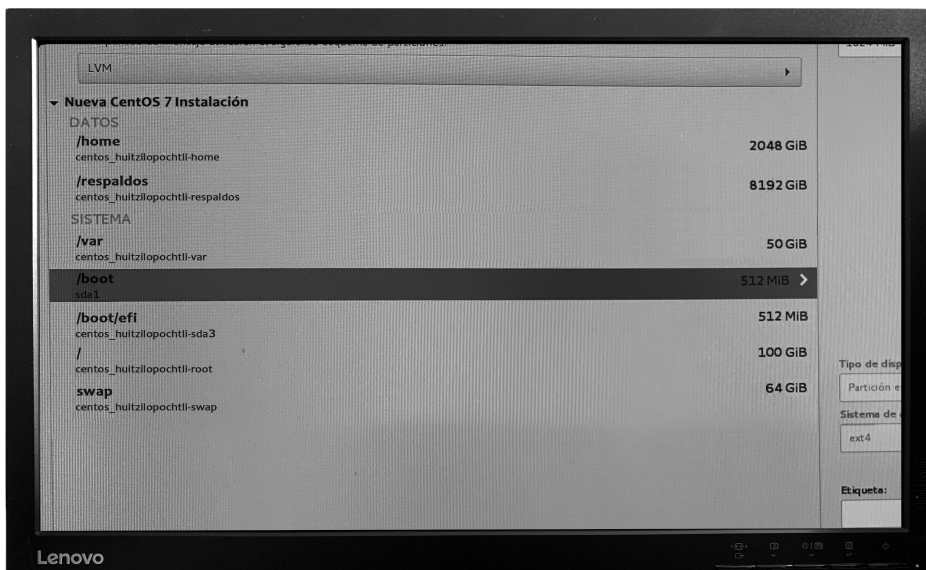 LVM
Nueva CentOS 7 Instalación
DATOS
/home
2048 GiB
centos_huitzilopochtli-home
/respaldos
8192 GiB
centos_huitzilopochtli-respaldos
SISTEMA
/var
50 GiB
centos_huitzilopochtli-var
/boot
512 MiB
sda1
/boot/efi
512 MiB
centos_huitzilopochtli-sda3
/
100 GiB
centos_huitzilopochtli-root
swap
64 GiB
centos_huitzilopochtli-swap
1024 MiB
Tipo de disp
Partición e
Sistema de
ext4
Etiqueta:
Lenovo